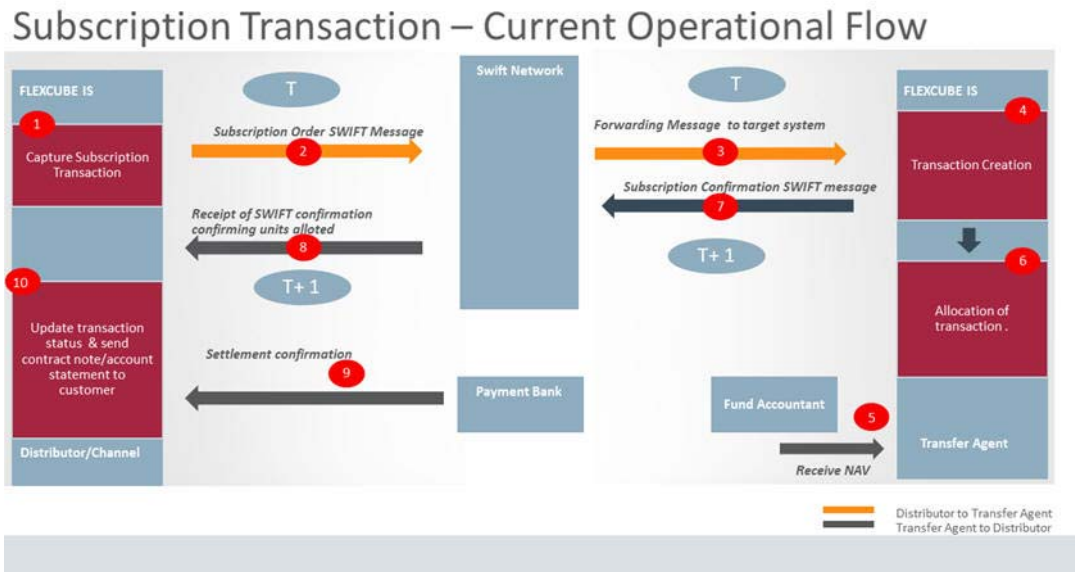 Subscription Transaction – Current Operational Flow
FLEXCUBE IS
1
Capture Subscription
Transaction
T
Subscription Order SWIFT Message
2
Swift Network
T
Forwarding Message to target system
3
FLEXCUBE IS
4
Transaction Creation
Subscription Confirmation SWIFT message
7
Receipt of SWIFT confirmation
confirming units alloted
8
T+ 1
T+ 1
6
Allocation of
transaction .
10
Update transaction
status & send
contract note/account
statement to
customer
Settlement confirmation
9
Payment Bank
Fund Accountant
5
Receive NAV
Transfer Agent
Distributor/Channel
Distributor to Transfer Agent
Transfer Agent to Distributor